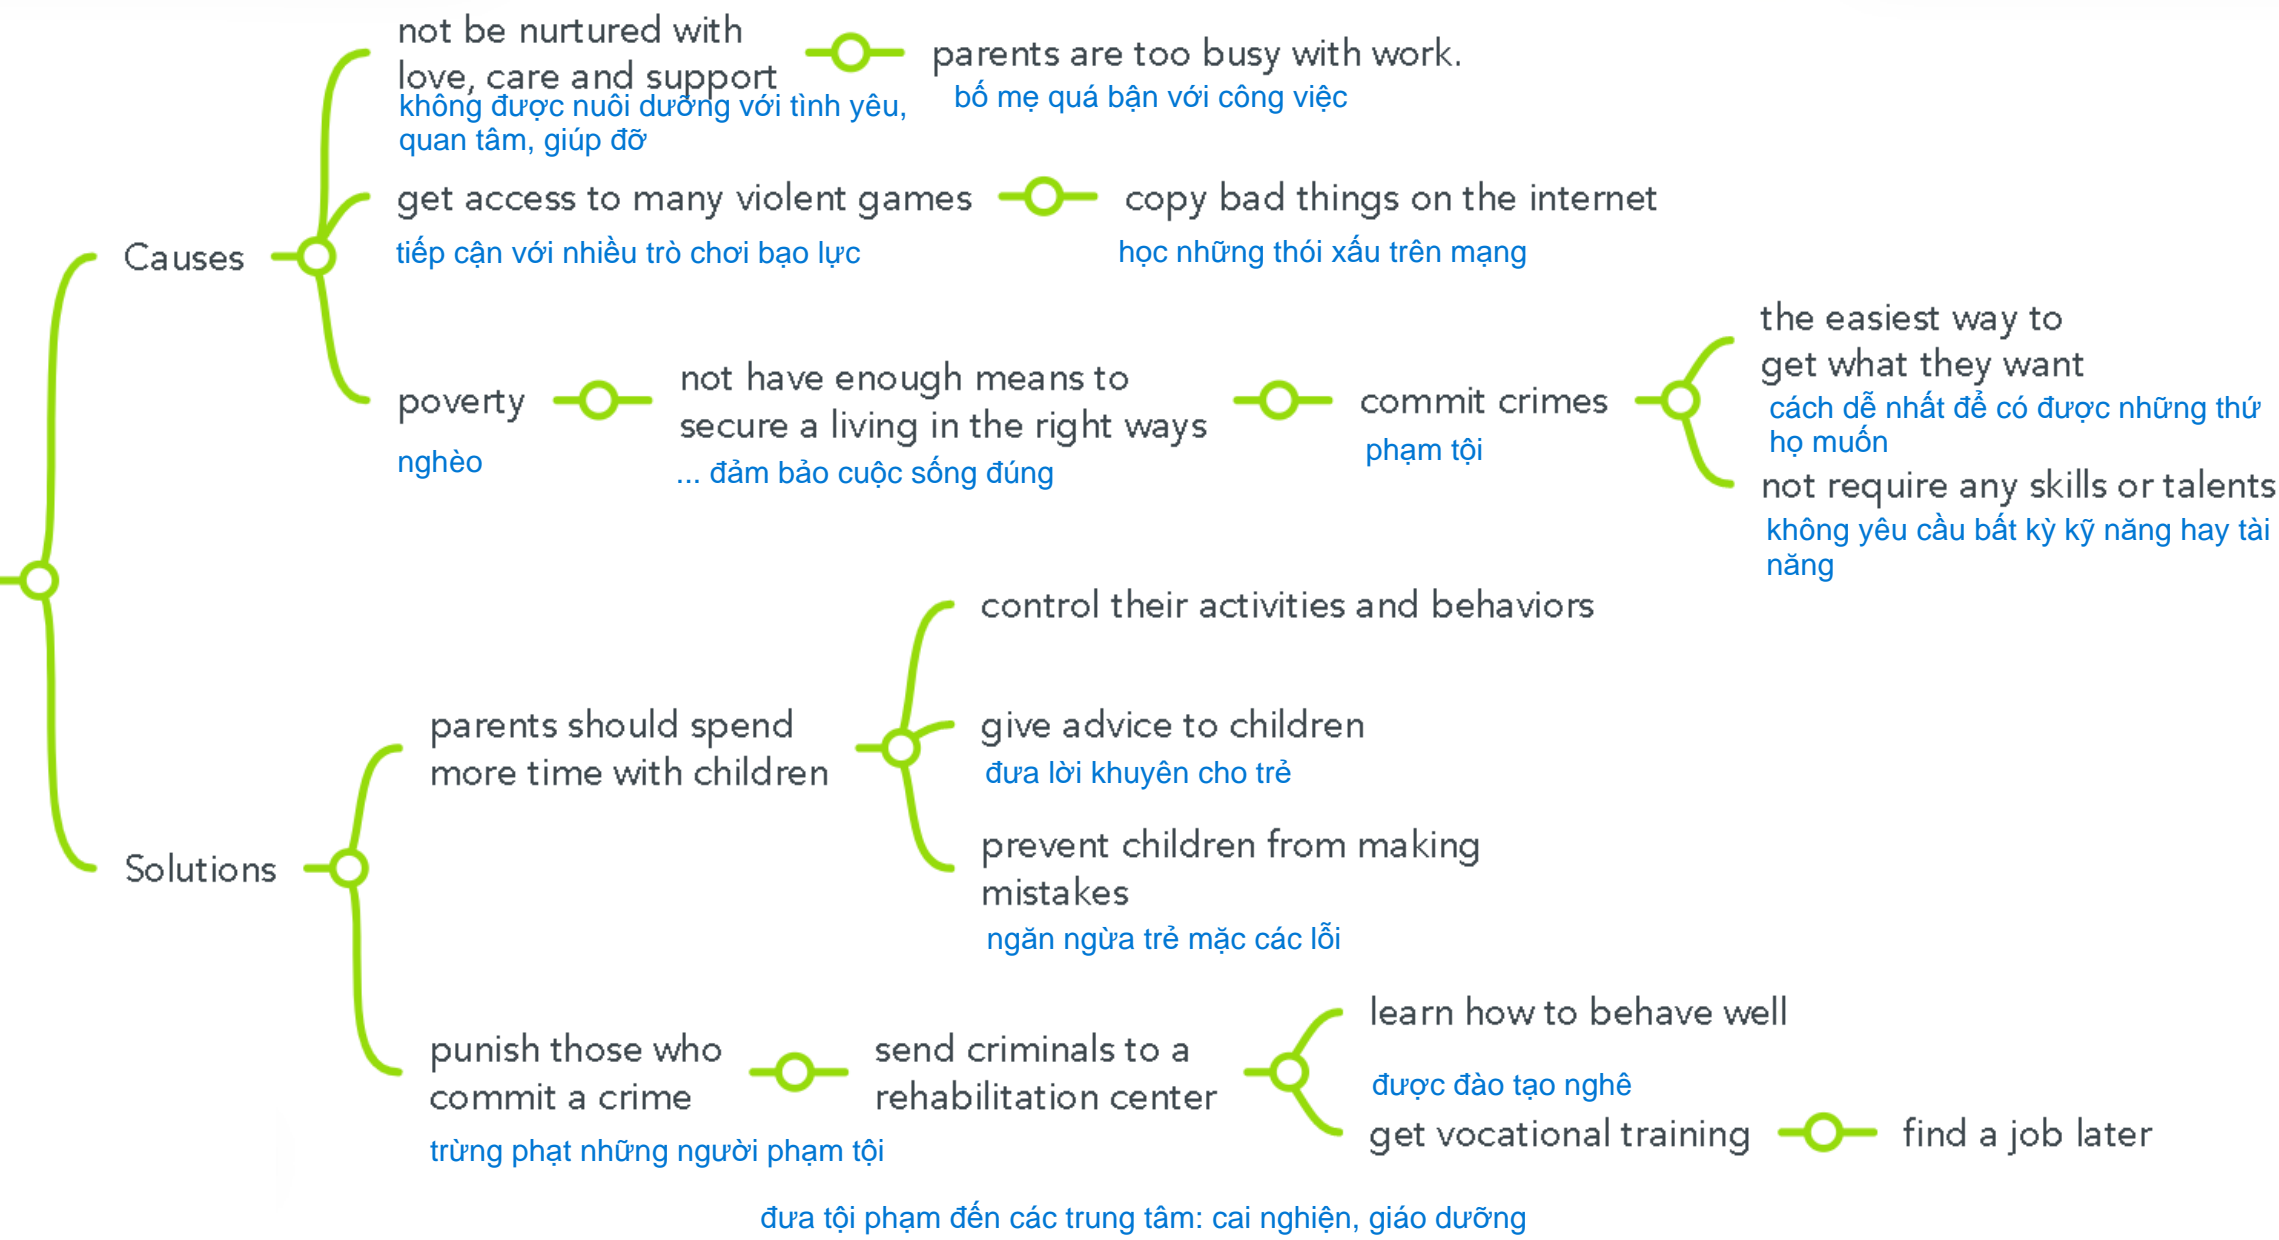 not be nurtured with
love, care and support
không được nuôi dưỡng với tình yêu,
quan tâm, giúp đỡ
parents are too busy with work.
bố mẹ quá bận với công việc
get access to many violent games
tiếp cận với nhiều trò chơi bạo lực
copy bad things on the internet
học những thói xấu trên mạng
Causes
poverty
nghèo
not have enough means to
secure a living in the right ways
... đảm bảo cuộc sống đúng
commit crimes
phạm tội
the easiest way to
get what they want
cách dễ nhất để có được những thứ
họ muốn
not require any skills or talents
không yêu cầu bất kỳ kỹ năng hay tài
năng
Solutions
parents should spend
more time with children
control their activities and behaviors
give advice to children
đưa lời khuyên cho trẻ
prevent children from making
mistakes
ngăn ngừa trẻ mặc các lỗi
punish those who
commit a crime
trừng phạt những người phạm tội
send criminals to a
rehabilitation center
learn how to behave well
được đào tạo nghê
get vocational training
find a job later
đưa tội phạm đến các trung tâm: cai nghiện, giáo dưỡng